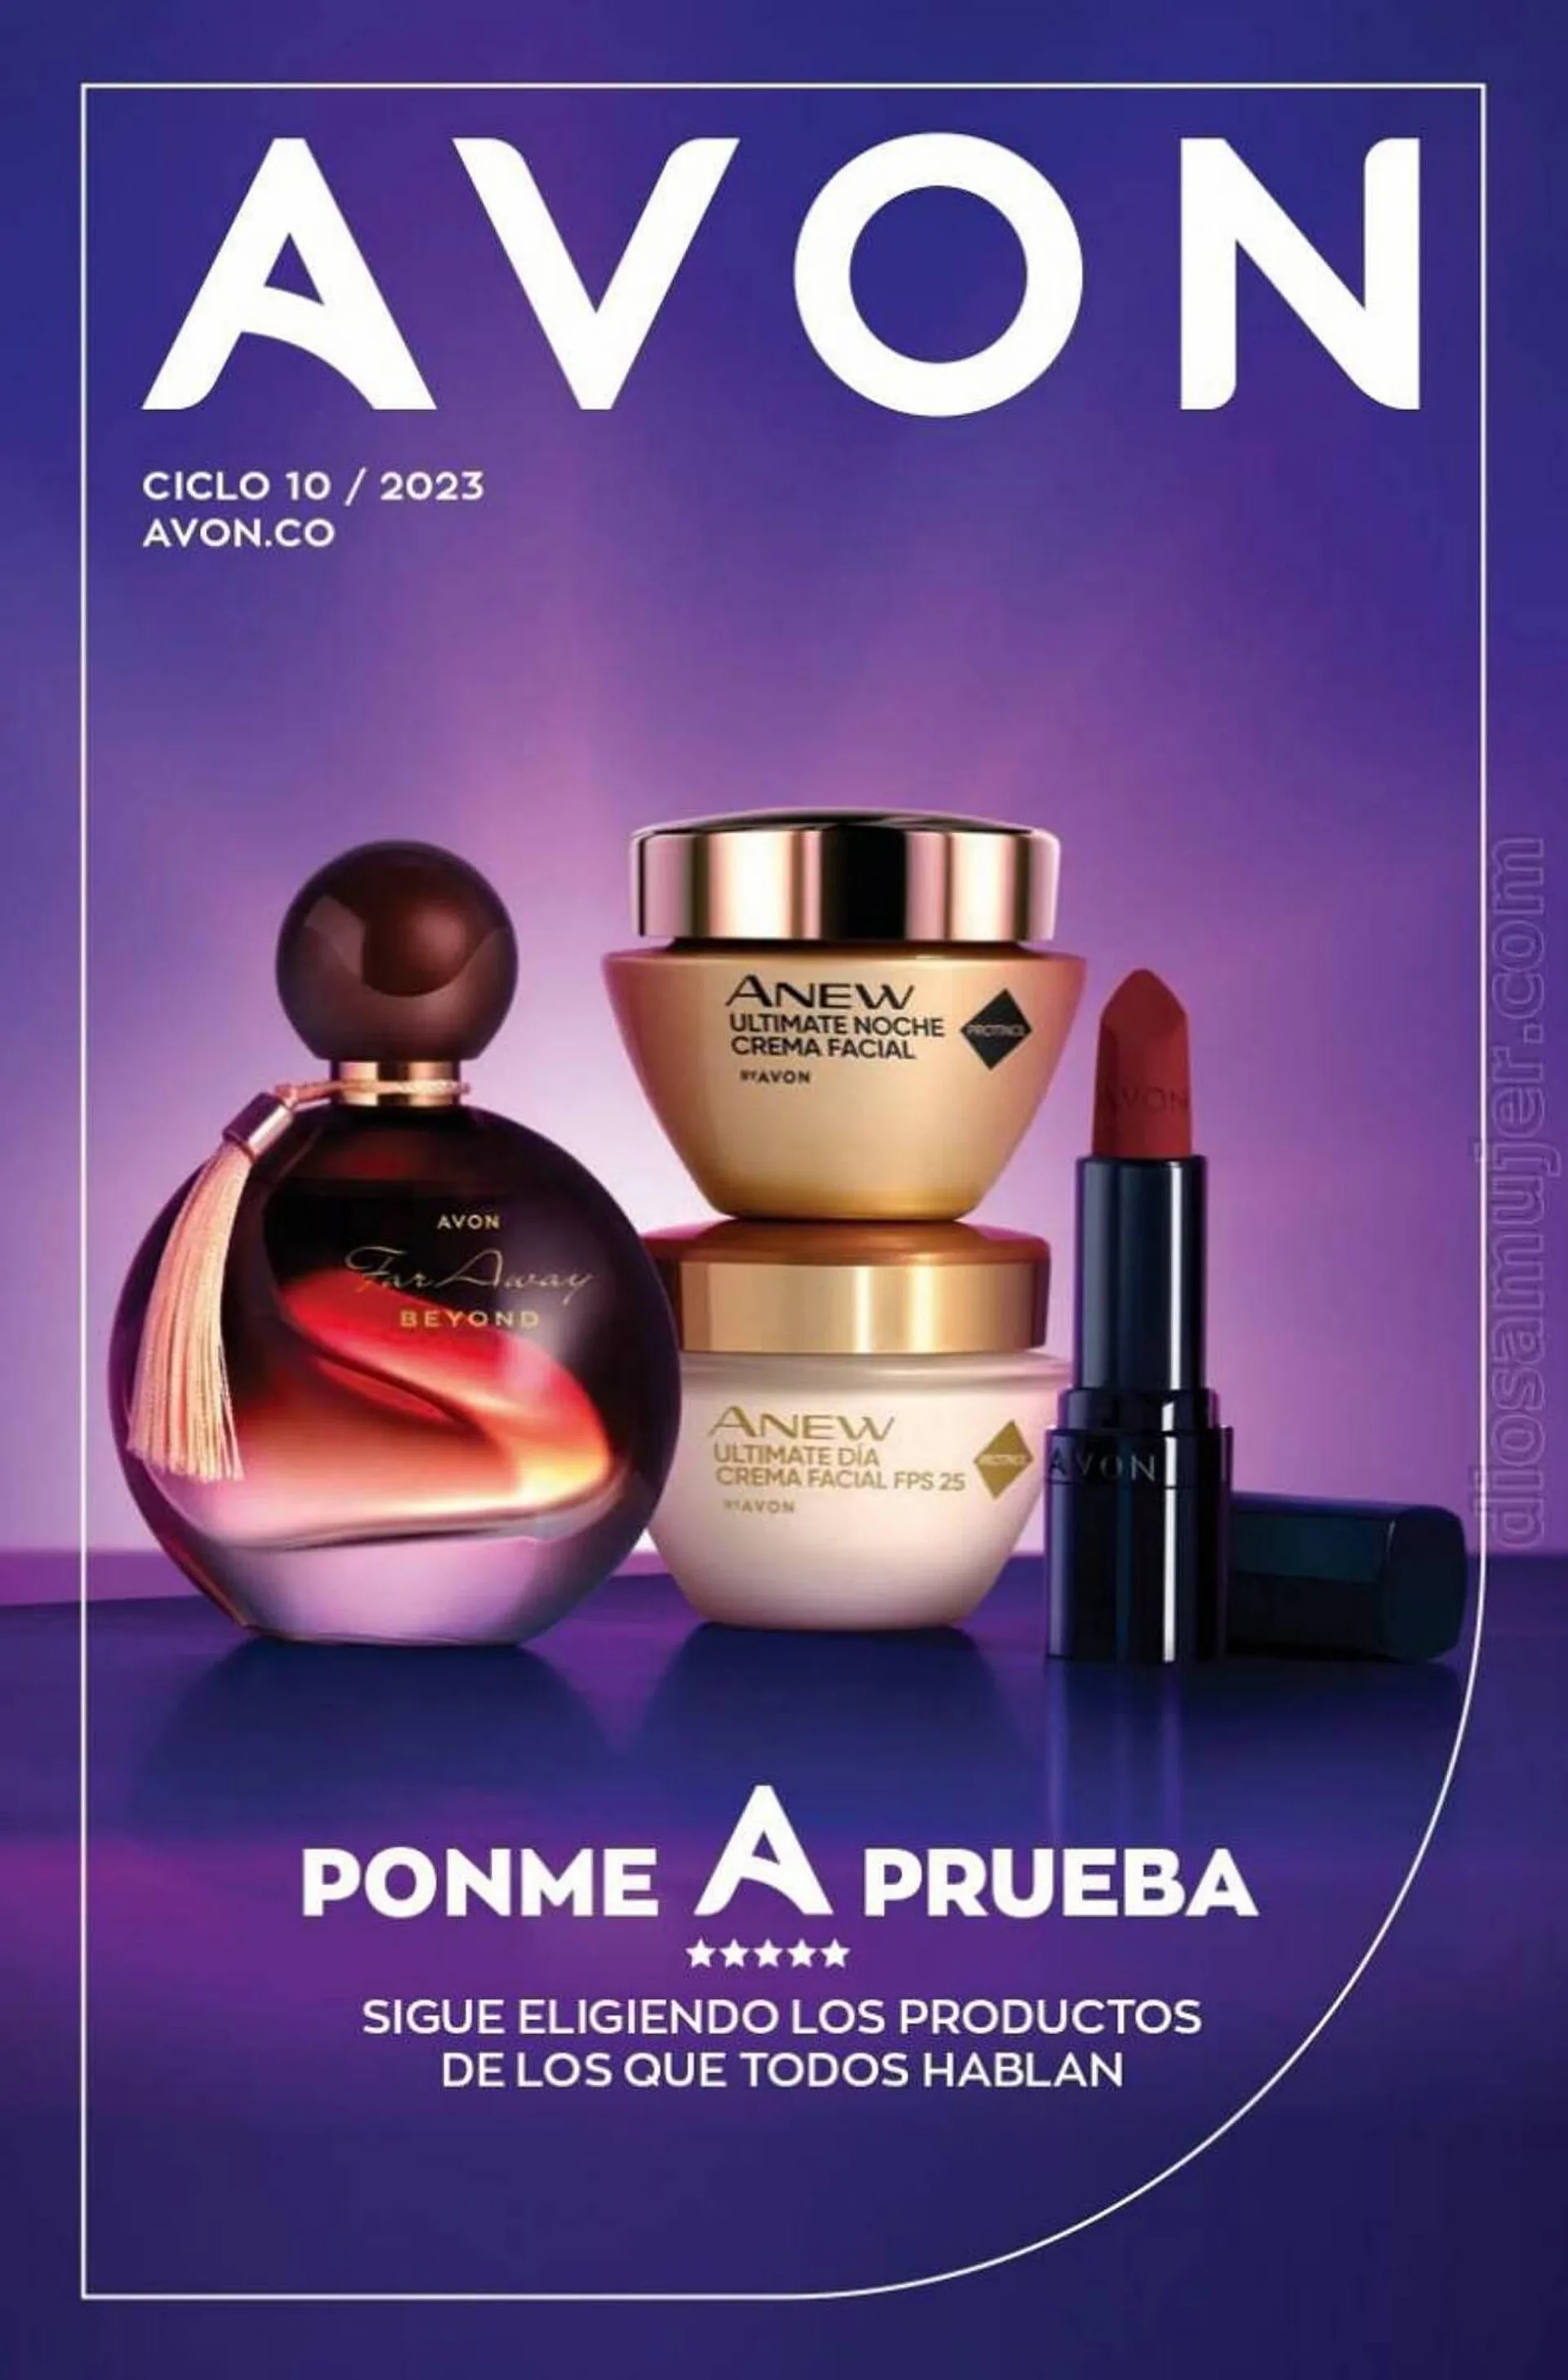 AVON
CICLO 10 / 2023
AVON.CO
ANEW
ULTIMATE NOCHE
CREMA FACIAL
BY AVON
PROTINOL
AVON
AVON
Far Away
BEYOND
ANEW
ULTIMATE DÍA
CREMA FACIAL FPS 25
BY AVON
PROTINOL
AVON
diosamujer.com
PONME A PRUEBA
SIGUE ELIGIENDO LOS PRODUCTOS
DE LOS QUE TODOS HABLAN